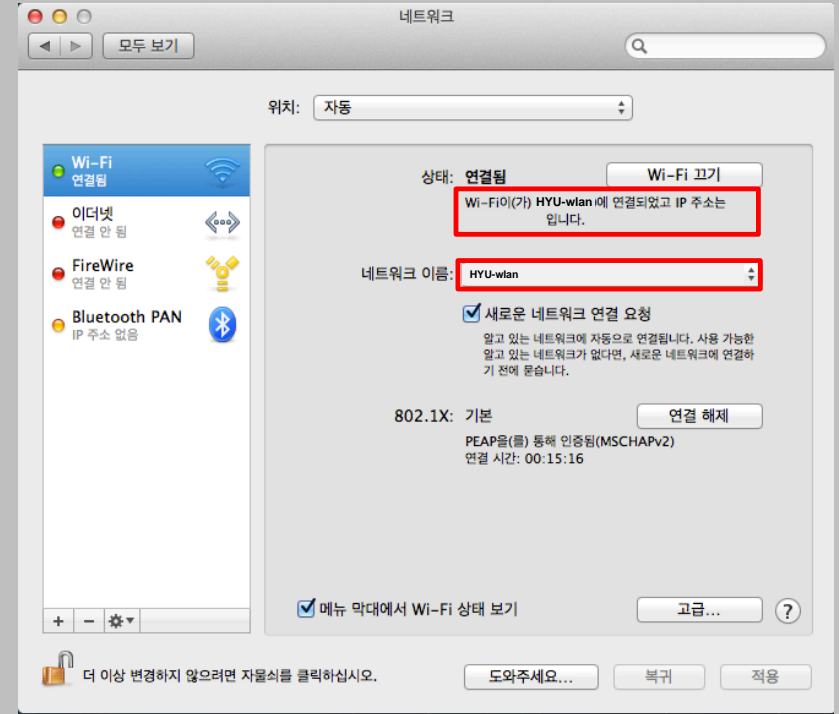 네트워크
모두 보기
위치: 자동
Wi-Fi
연결됨
이더넷
연결 안 됨
FireWire
연결 안 됨
Bluetooth PAN
IP 주소 없음
상태: 연결됨 Wi-Fi 끄기
Wi-Fi이(가) HYU-wlan에 연결되었고 IP 주소는
입니다.
네트워크 이름: HYU-wlan
새로운 네트워크 연결 요청
알고 있는 네트워크에 자동으로 연결됩니다. 사용 가능한
알고 있는 네트워크가 없다면, 새로운 네트워크에 연결하
기 전에 묻습니다.
802.1X: 기본 연결 해제
PEAP을(를) 통해 인증됨(MSCHAPv2)
연결 시간: 00:15:16
메뉴 막대에서 Wi-Fi 상태 보기 고급... ?
더 이상 변경하지 않으려면 자물쇠를 클릭하십시오. 도와주세요... 복귀 적용